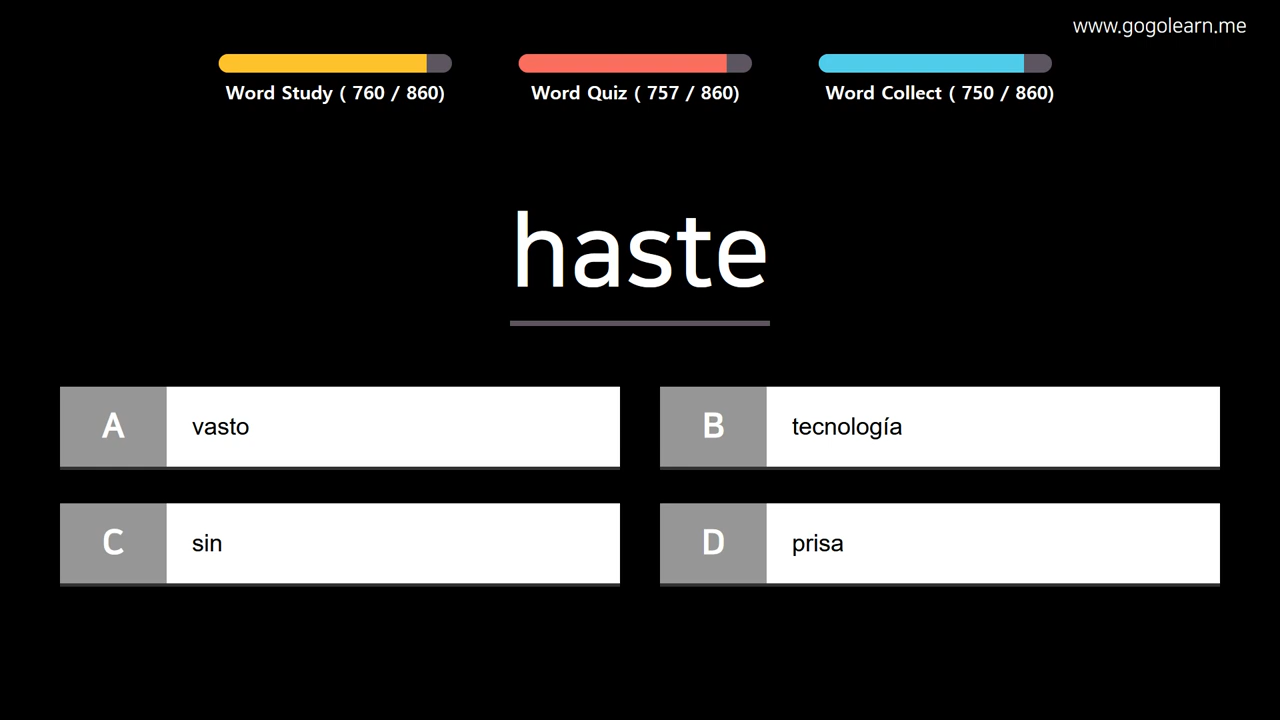 www.gogolearn.me
Word Study ( 760 / 860)
Word Quiz ( 757 / 860)
Word Collect ( 750 / 860)
haste
A
vasto
B
tecnología
C
sin
D
prisa